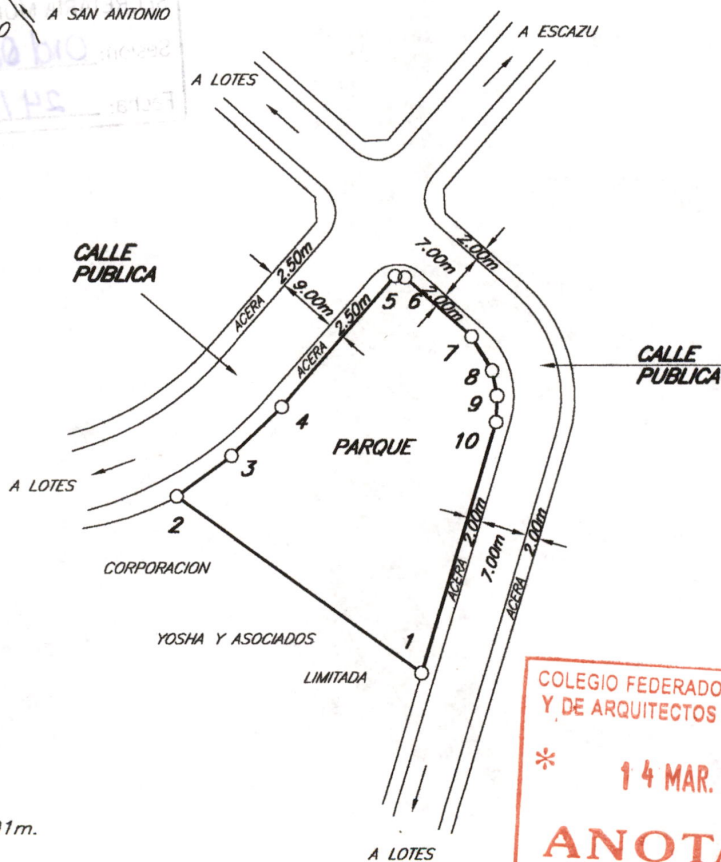 A SAN ANTONIO
A ESCAZU
A LOTES
CALLE
PUBLICA
ACERA
2.50m
9.00m
ACERA
2.50m
7.00m
2.00m
2.00m
5
6
7
8
9
10
4
3
2
1
CALLE
PUBLICA
PARQUE
A LOTES
CORPORACION
YOSHA Y ASOCIADOS
LIMITADA
ACERA
2.00m
7.00m
ACERA
2.00m
A LOTES
COLEGIO FEDERADO
Y DE ARQUITECTOS
* 14 MAR.